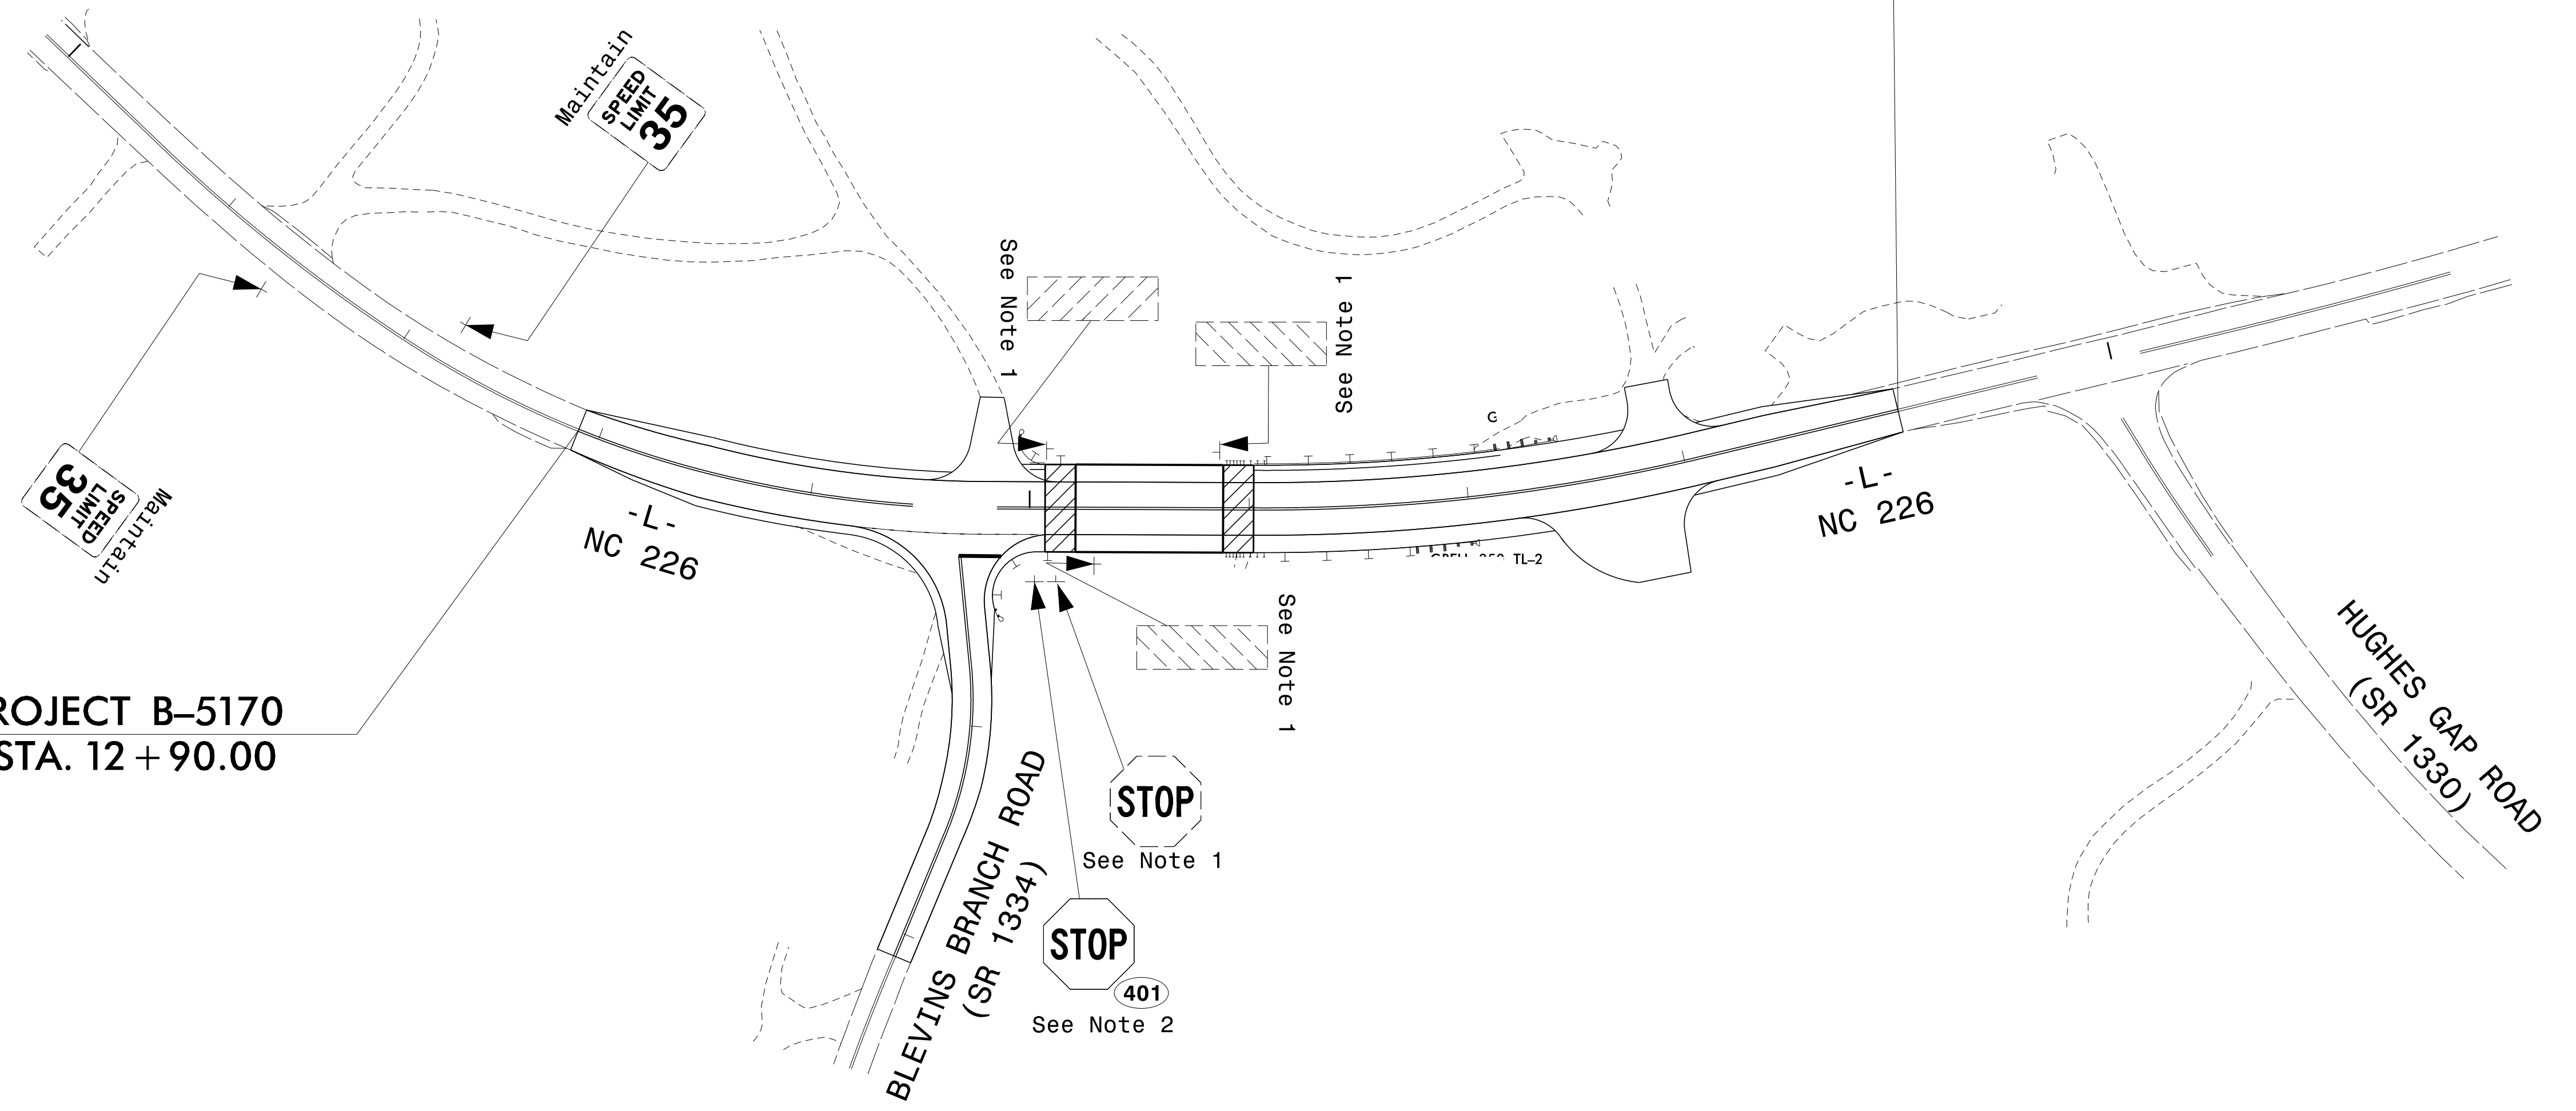 Maintain
SPEED
LIMIT
35
See Note 1
See Note 1
G
SPEED
LIMIT
35
Maintain
-L-
NC 226
-L-
NC 226
TL–2
See Note 1
ROJECT B–5170
STA. 12+90.00
HUGHES GAP ROAD
(SR 1330)
BLEVINS BRANCH ROAD
(SR 1334)
STOP
See Note 1
STOP
401
See Note 2